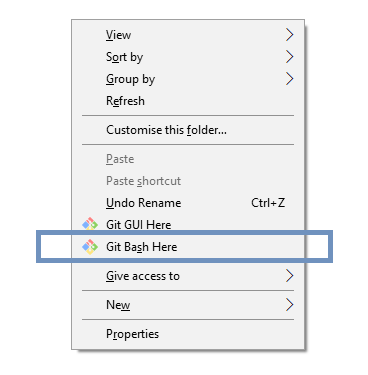 View
Sort by
Group by
Refresh
Customise this folder...
Paste
Paste shortcut
Undo Rename Ctrl+Z
Git GUI Here
Git Bash Here
Give access to
New
Properties